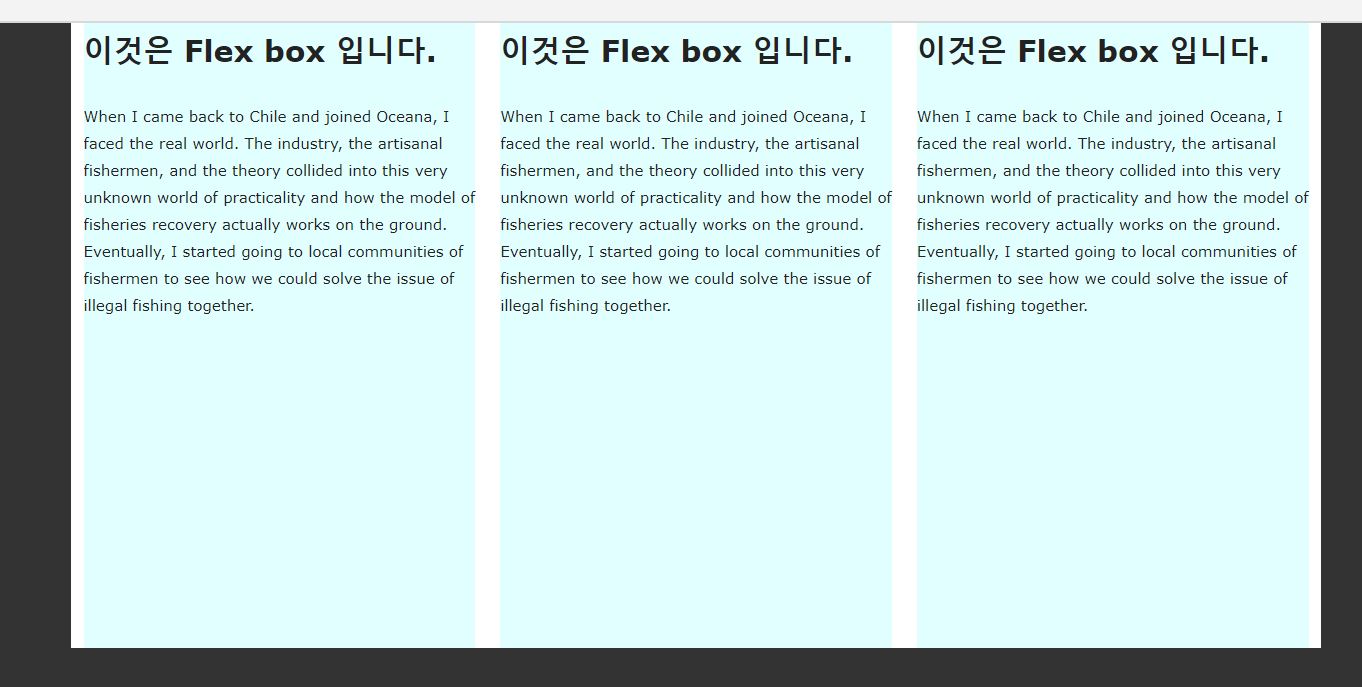 이것은 Flex box 입니다.
When I came back to Chile and joined Oceana, I
faced the real world. The industry, the artisanal
fishermen, and the theory collided into this very
unknown world of practicality and how the model of
fisheries recovery actually works on the ground.
Eventually, I started going to local communities of
fishermen to see how we could solve the issue of
illegal fishing together.
이것은 Flex box 입니다.
When I came back to Chile and joined Oceana, I
faced the real world. The industry, the artisanal
fishermen, and the theory collided into this very
unknown world of practicality and how the model of
fisheries recovery actually works on the ground.
Eventually, I started going to local communities of
fishermen to see how we could solve the issue of
illegal fishing together.
이것은 Flex box 입니다.
When I came back to Chile and joined Oceana, I
faced the real world. The industry, the artisanal
fishermen, and the theory collided into this very
unknown world of practicality and how the model of
fisheries recovery actually works on the ground.
Eventually, I started going to local communities of
fishermen to see how we could solve the issue of
illegal fishing together.